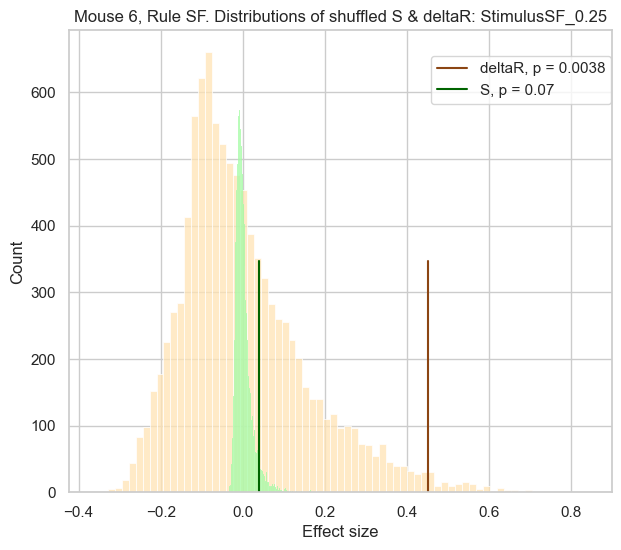 Mouse 6, Rule SF. Distributions of shuffled S & deltaR: StimulusSF_0.25
deltaR, p = 0.0038
S, p = 0.07
Count
600
500
400
300
200
100
0
−0.4 −0.2 0.0 0.2 0.4 0.6 0.8
Effect size